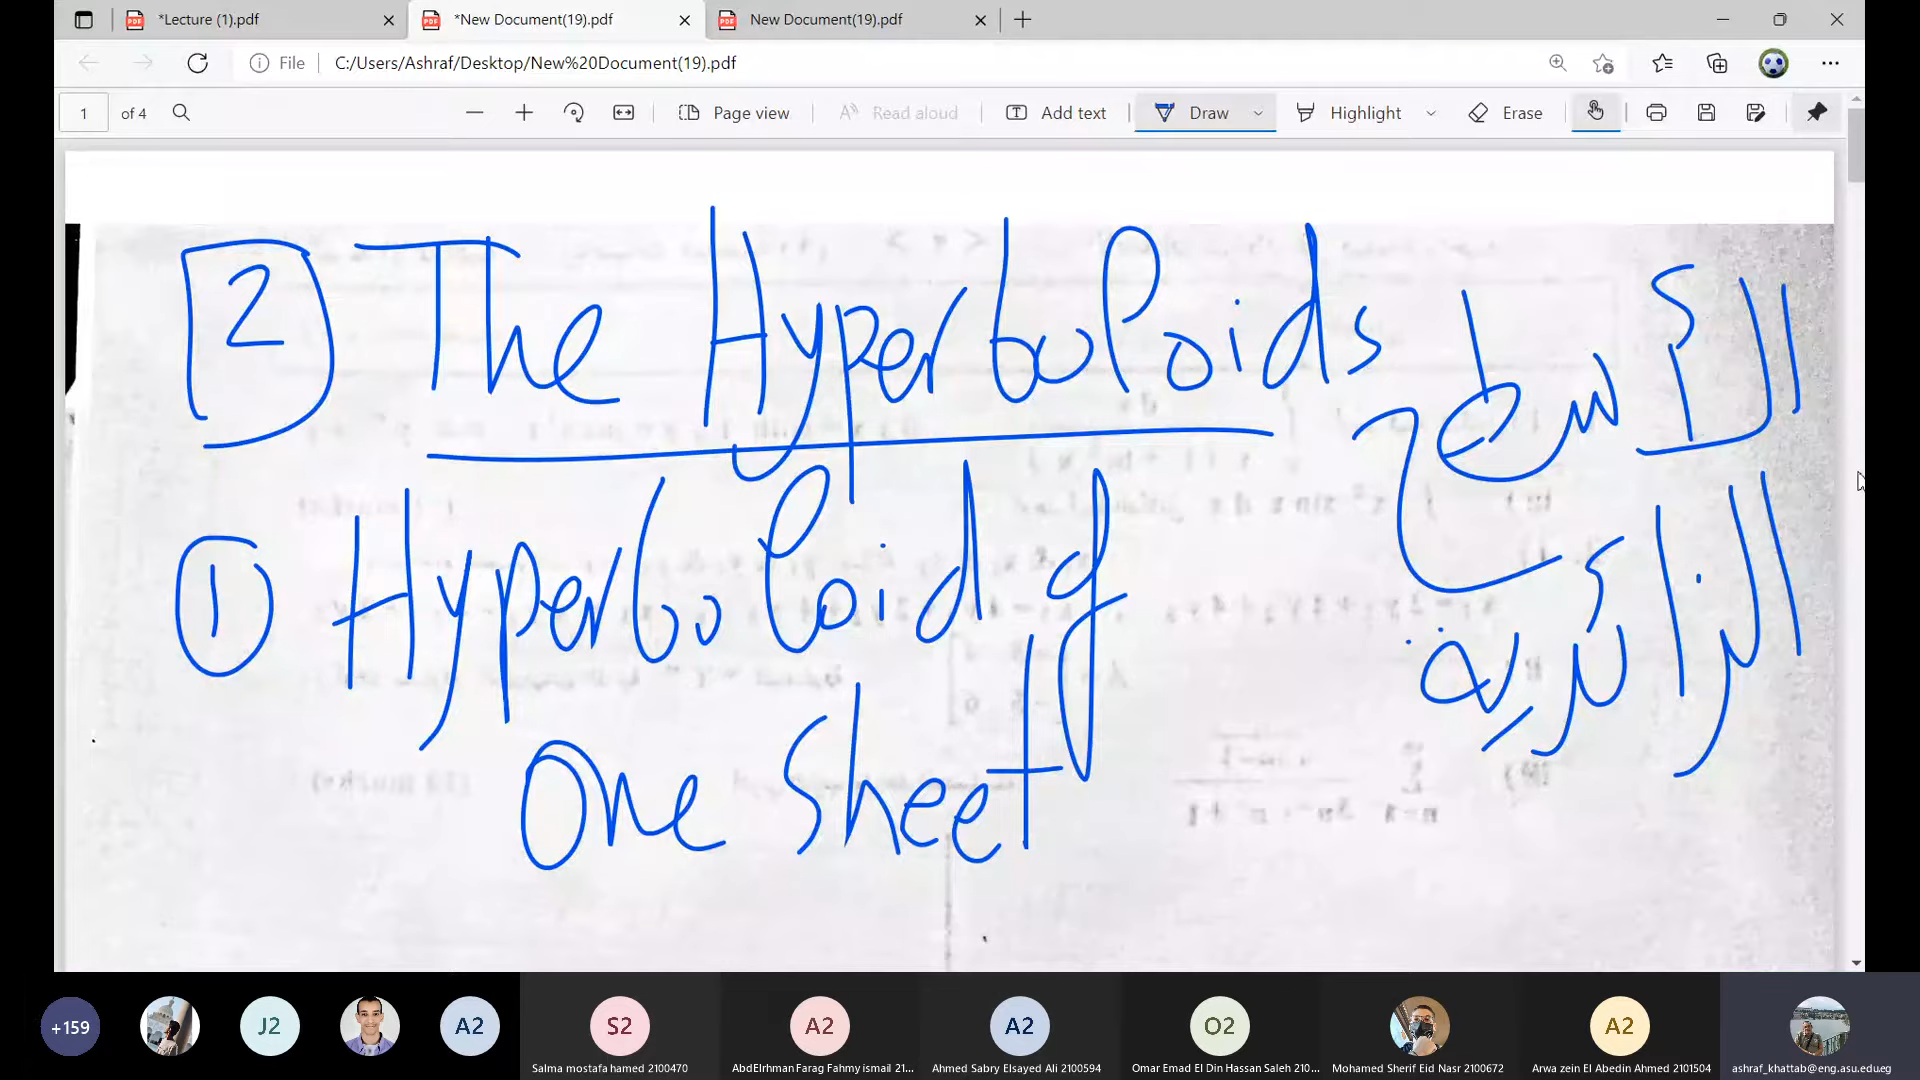 *Lecture (1).pdf
*New Document(19).pdf
New Document(19).pdf
File
C:/Users/Ashraf/Desktop/New%20Document(19).pdf
1 of 4
Page view
Read aloud
Add text
Draw
Highlight
Erase
2 The Hyperboloids
السطح
الزائدية
1 Hyperboloid of
One Sheet
+159
J2
A2
S2
A2
A2
O2
A2
Salma mostafa hamed 2100470
AbdElrhman Farag Fahmy ismail 21...
Ahmed Sabry Elsayed Ali 2100594
Omar Emad El Din Hassan Saleh 210...
Mohamed Sherif Eid Nasr 2100672
Arwa zein El Abedin Ahmed 2101504
ashraf_khattab@eng.asu.edu.eg